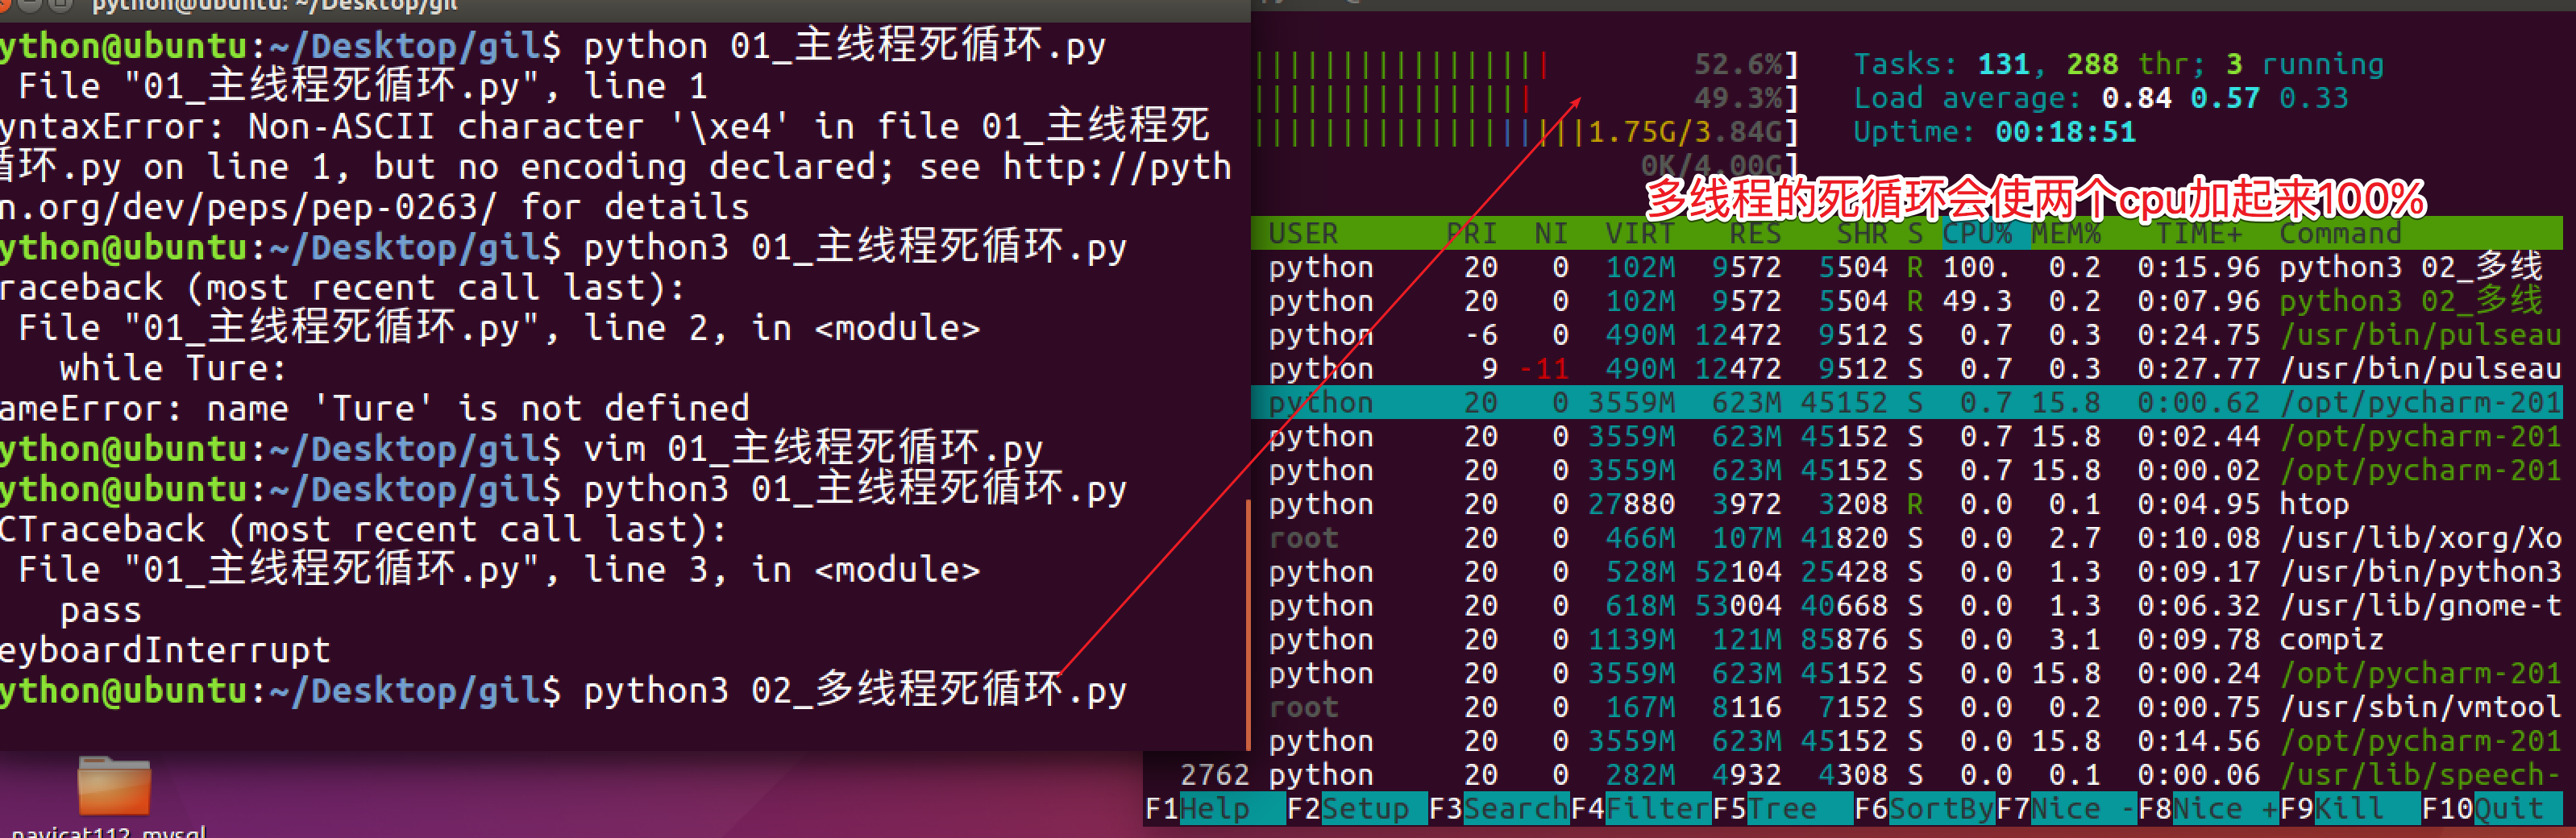 python@ubuntu: ~/Desktop/gil
ython@ubuntu:~/Desktop/gil$ python 01_主线程死循环.py
File "01_主线程死循环.py", line 1
yntaxError: Non-ASCII character '\xe4' in file 01_主线程死
循环.py on line 1, but no encoding declared; see http://pyth
n.org/dev/peps/pep-0263/ for details
ython@ubuntu:~/Desktop/gil$ python3 01_主线程死循环.py
raceback (most recent call last):
File "01_主线程死循环.py", line 2, in <module>
while Ture:
ameError: name 'Ture' is not defined
ython@ubuntu:~/Desktop/gil$ vim 01_主线程死循环.py
ython@ubuntu:~/Desktop/gil$ python3 01_主线程死循环.py
CTraceback (most recent call last):
File "01_主线程死循环.py", line 3, in <module>
pass
eyboardInterrupt
ython@ubuntu:~/Desktop/gil$ python3 02_多线程死循环.py
navicat112_mysql
52.6%] Tasks: 131, 288 thr; 3 running
49.3%] Load average: 0.84 0.57 0.33
1.75G/3.84G] Uptime: 00:18:51
0K/4.00G]
多线程的死循环会使两个cpu加起来100%
USER PRI NI VIRT RES SHR S CPU% MEM% TIME+ Command
python 20 0 102M 9572 5504 R 100. 0.2 0:15.96 python3 02_多线
python 20 0 102M 9572 5504 R 49.3 0.2 0:07.96 python3 02_多线
python -6 0 490M 12472 9512 S 0.7 0.3 0:24.75 /usr/bin/pulseau
python 9 -11 490M 12472 9512 S 0.7 0.3 0:27.77 /usr/bin/pulseau
python 20 0 3559M 623M 45152 S 0.7 15.8 0:00.62 /opt/pycharm-201
python 20 0 3559M 623M 45152 S 0.7 15.8 0:02.44 /opt/pycharm-201
python 20 0 3559M 623M 45152 S 0.7 15.8 0:00.02 /opt/pycharm-201
python 20 0 27880 3972 3208 R 0.0 0.1 0:04.95 htop
root 20 0 466M 107M 41820 S 0.0 2.7 0:10.08 /usr/lib/xorg/Xo
python 20 0 528M 52104 25428 S 0.0 1.3 0:09.17 /usr/bin/python3
python 20 0 618M 53004 40668 S 0.0 1.3 0:06.32 /usr/lib/gnome-t
python 20 0 1139M 121M 85876 S 0.0 3.1 0:09.78 compiz
python 20 0 3559M 623M 45152 S 0.0 15.8 0:00.24 /opt/pycharm-201
root 20 0 167M 8116 7152 S 0.0 0.2 0:00.75 /usr/sbin/vmtool
python 20 0 3559M 623M 45152 S 0.0 15.8 0:14.56 /opt/pycharm-201
2762 python 20 0 282M 4932 4308 S 0.0 0.1 0:00.06 /usr/lib/speech-
F1Help F2Setup F3SearchF4FilterF5Tree F6SortByF7Nice -F8Nice +F9Kill F10Quit